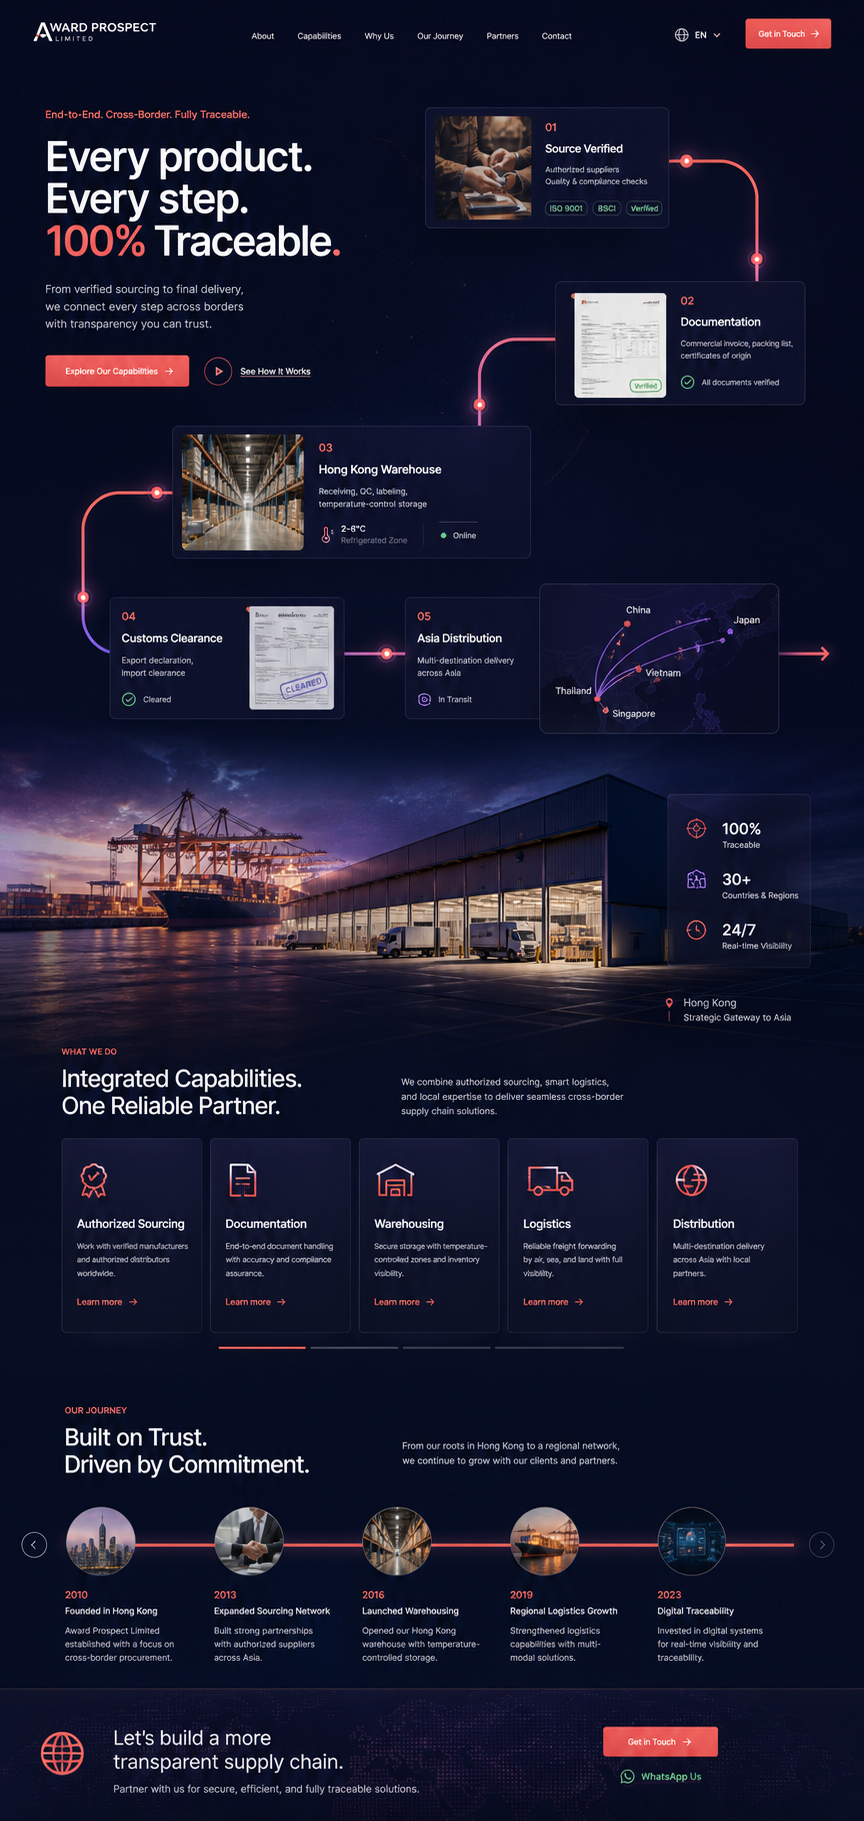 AWARD PROSPECT
LIMITED
About
Capabilities
Why Us
Our Journey
Partners
Contact
EN
Get in Touch
End-to-End. Cross-Border. Fully Traceable.
Every product.
Every step.
100% Traceable.
From verified sourcing to final delivery,
we connect every step across borders
with transparency you can trust.
Explore Our Capabilities
See How It Works
01
Source Verified
Authorized suppliers
Quality & compliance checks
ISO 9001
BSCI
Verified
02
Documentation
Commercial invoice, packing list,
certificates of origin
All documents verified
Verified
03
Hong Kong Warehouse
Receiving, QC, labeling,
temperature-control storage
2-6°C
Refrigerated Zone
Online
04
Customs Clearance
Export declaration,
Import clearance
Cleared
CLEARED
05
Asia Distribution
Multi-destination delivery
across Asia
In Transit
China
Japan
Vietnam
Thailand
Singapore
100%
Traceable
30+
Countries & Regions
24/7
Real-time Visibility
Hong Kong
Strategic Gateway to Asia
WHAT WE DO
Integrated Capabilities.
One Reliable Partner.
We combine authorized sourcing, smart logistics,
and local expertise to deliver seamless cross-border
supply chain solutions.
Authorized Sourcing
Work with verified manufacturers
and authorized distributors
worldwide.
Learn more
Documentation
End-to-end document handling
with accuracy and compliance
assurance.
Learn more
Warehousing
Secure storage with temperature-
controlled zones and inventory
visibility.
Learn more
Logistics
Reliable freight forwarding
by air, sea, and land with full
visibility.
Learn more
Distribution
Multi-destination delivery
across Asia with local
partners.
Learn more
OUR JOURNEY
Built on Trust.
Driven by Commitment.
From our roots in Hong Kong to a regional network,
we continue to grow with our clients and partners.
2010
Founded in Hong Kong
Award Prospect Limited
established with a focus on
cross-border procurement.
2013
Expanded Sourcing Network
Built strong partnerships
with authorized suppliers
across Asia.
2016
Launched Warehousing
Opened our Hong Kong
warehouse with temperature-
controlled storage.
2019
Regional Logistics Growth
Strengthened logistics
capabilities with multi-
modal solutions.
2023
Digital Traceability
Invested in digital systems
for real-time visibility and
traceability.
Let's build a more
transparent supply chain.
Partner with us for secure, efficient, and fully traceable solutions.
Get in Touch
WhatsApp Us